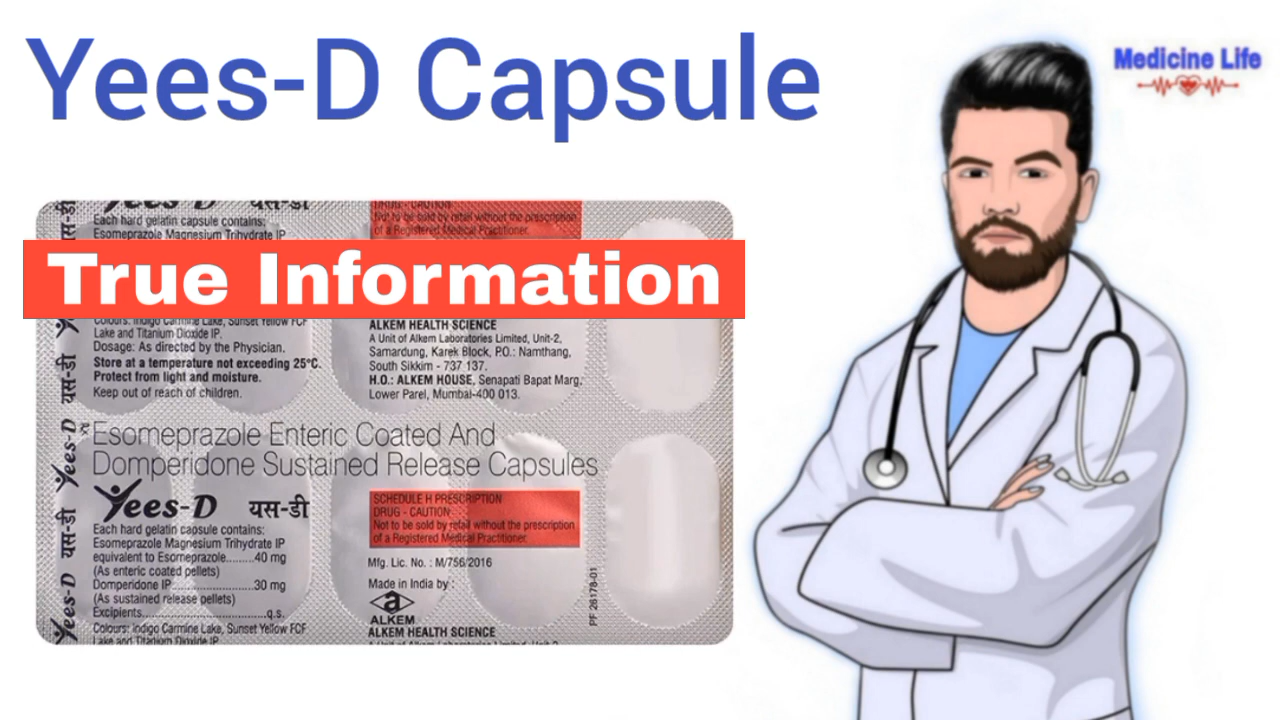 Yees-D Capsule
Medicine Life
Yees-D यस-डी
Each hard gelatin capsule contains:
Esomeprazole Magnesium Trihydrate IP
Not to be sold by retail without the prescription
of a Registered Medical Practitioner.
True Information
Colours: Indigo Carmine Lake, Sunset Yellow FCF
Lake and Titanium Dioxide IP.
Dosage: As directed by the Physician.
Store at a temperature not exceeding 25°C.
Protect from light and moisture.
Keep out of reach of children.
ALKEM HEALTH SCIENCE
A Unit of Alkem Laboratories Limited, Unit-2,
Samardung, Karek Block, P.O.: Namthang,
South Sikkim - 737 137.
H.O.: ALKEM HOUSE, Senapati Bapat Marg,
Lower Parel, Mumbai-400 013.
Esomeprazole Enteric Coated And
Domperidone Sustained Release Capsules
Yees-D यस-डी
Each hard gelatin capsule contains:
Esomeprazole Magnesium Trihydrate IP
equivalent to Esomeprazole.........40 mg
(As enteric coated pellets)
Domperidone IP.........................30 mg
(As sustained release pellets)
Excipients....................................q.s.
Colours: Indigo Carmine Lake, Sunset Yellow FCF
Lake and Titanium Dioxide IP.
SCHEDULE H PRESCRIPTION
DRUG - CAUTION
Not to be sold by retail without the prescription
of a Registered Medical Practitioner.
Mfg. Lic. No. : M/756/2016
Made in India by :
ALKEM
ALKEM HEALTH SCIENCE
PF 26178-01
Yees-D यस-डी Yees-D यस-डी